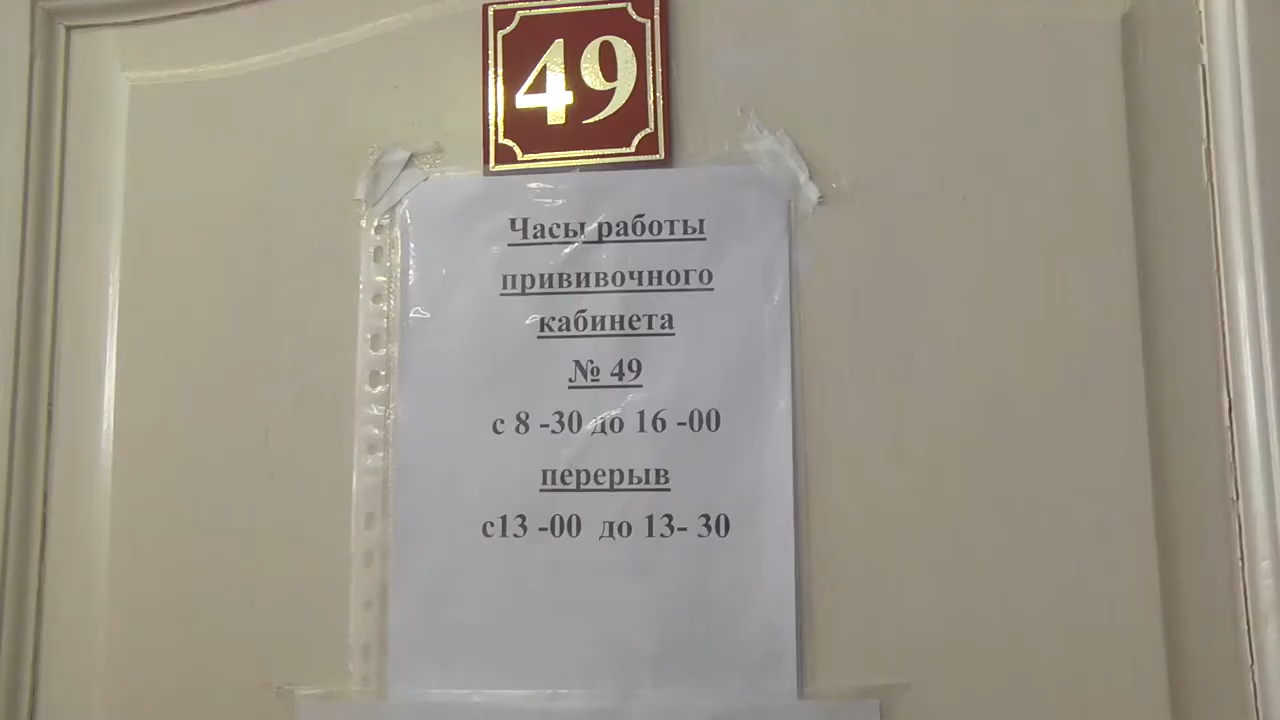 49
Часы работы
прививочного
кабинета
№ 49
с 8 -30 до 16 -00
перерыв
с13 -00 до 13- 30